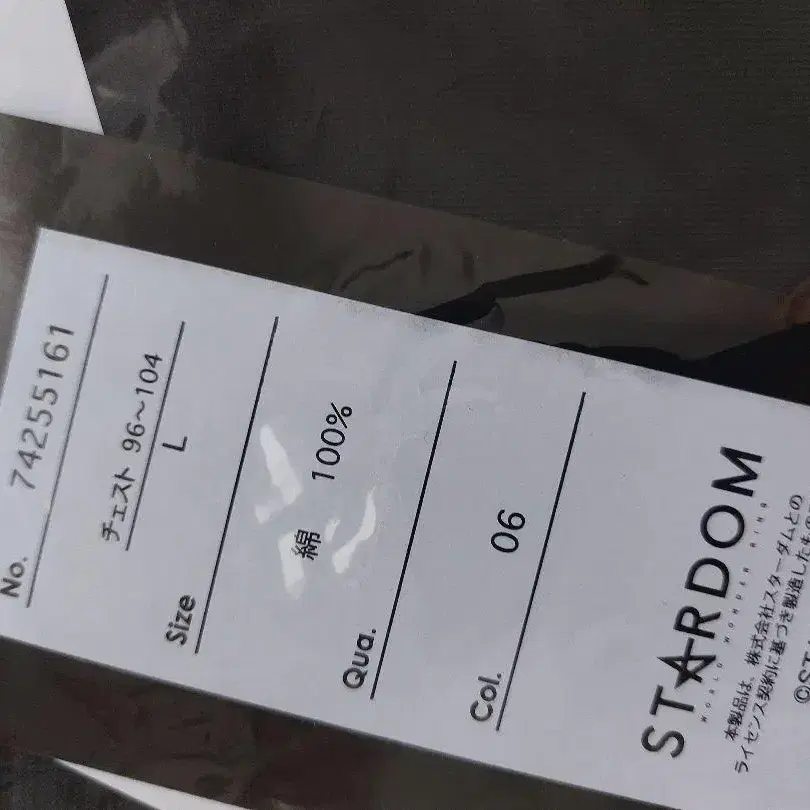 No. 74255161
チェスト 96~104
Size L
Qua. 綿 100%
Col. 06
STARDOM
WORLD WONDER RING
本製品は、株式会社スターダムとの
ライセンス契約に基づき製造したもの
©ST